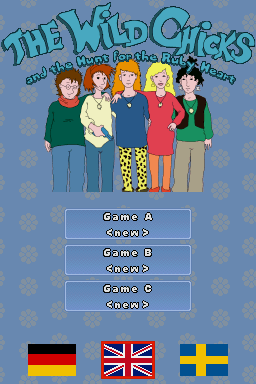 THE WILD CHICKS
and the Hunt for the Ruby Heart
Game A
<new>
Game B
<new>
Game C
<new>